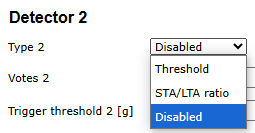 Detector 2
Type 2 Disabled
Threshold
Votes 2
STA/LTA ratio
Trigger threshold 2 [g] Disabled